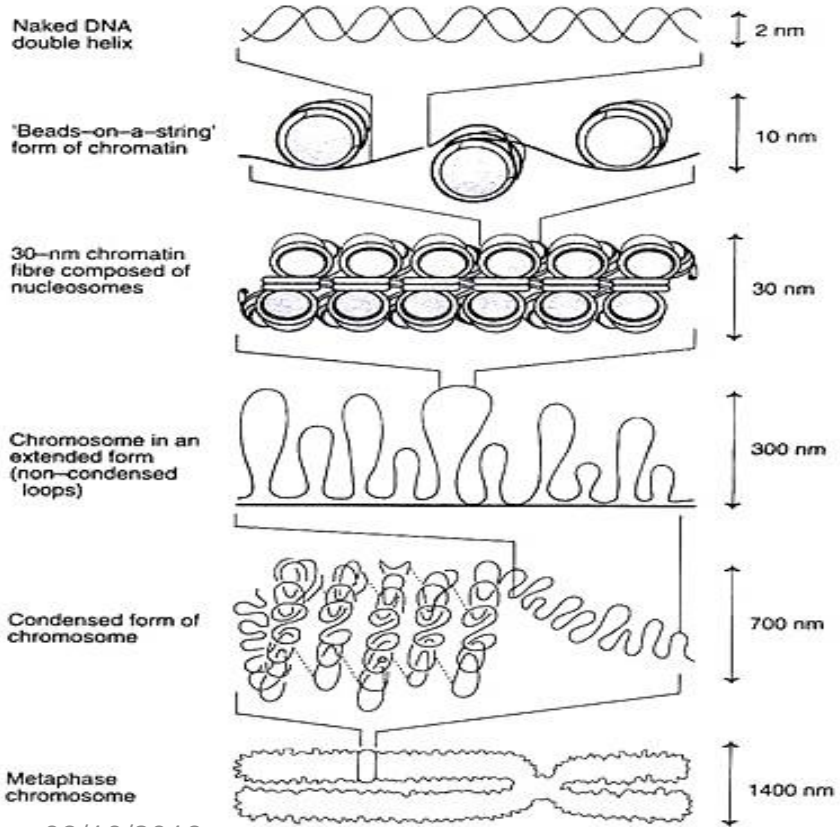 Naked DNA
double helix
2 nm
'Beads-on-a-string'
form of chromatin
10 nm
30-nm chromatin
fibre composed of
nucleosomes
30 nm
Chromosome in an
extended form
(non-condensed
loops)
300 nm
Condensed form of
chromosome
700 nm
Metaphase
chromosome
1400 nm